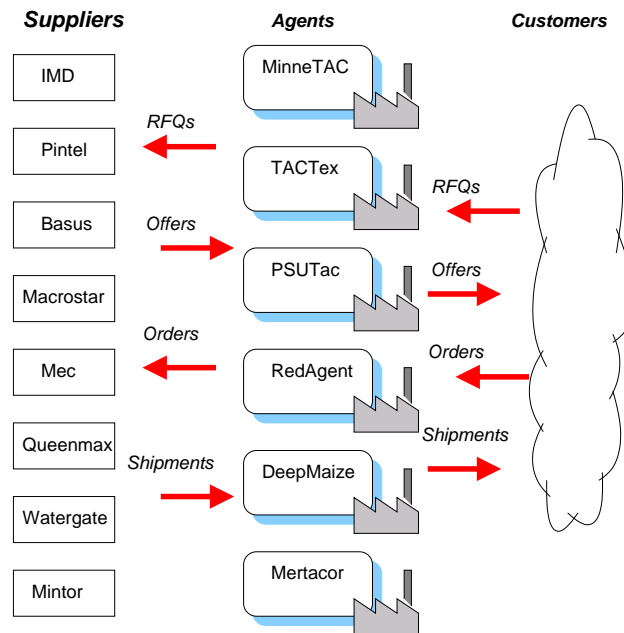 Suppliers
Agents
Customers
IMD
Pintel
Basus
Macrostar
Mec
Queenmax
Watergate
Mintor
RFQs
Offers
Orders
Shipments
MinneTAC
TACTex
PSUTac
RedAgent
DeepMaize
Mertacor
RFQs
Offers
Orders
Shipments